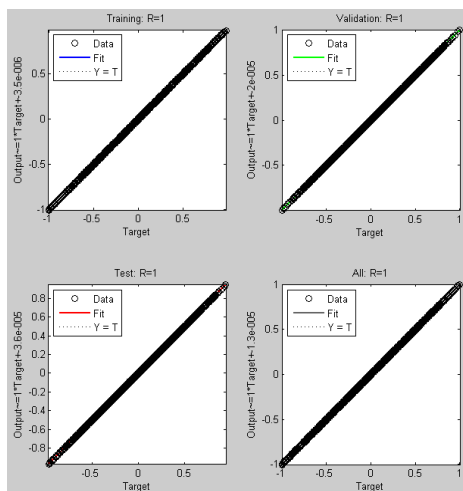 Training: R=1
Output~=1*Target+-3.5e-006
Data
Fit
Y = T
0.5
0
-0.5
-1
-1
-0.5
0
0.5
Target
Validation: R=1
Output~=1*Target+-2e-005
Data
Fit
Y = T
1
0.5
0
-0.5
-1
-1
-0.5
0
0.5
1
Target
Test: R=1
Output~=1*Target+-3.6e-005
Data
Fit
Y = T
0.8
0.6
0.4
0.2
0
-0.2
-0.4
-0.6
-0.8
-0.5
0
0.5
Target
All: R=1
Output~=1*Target+-1.3e-005
Data
Fit
Y = T
1
0.5
0
-0.5
-1
-1
-0.5
0
0.5
1
Target